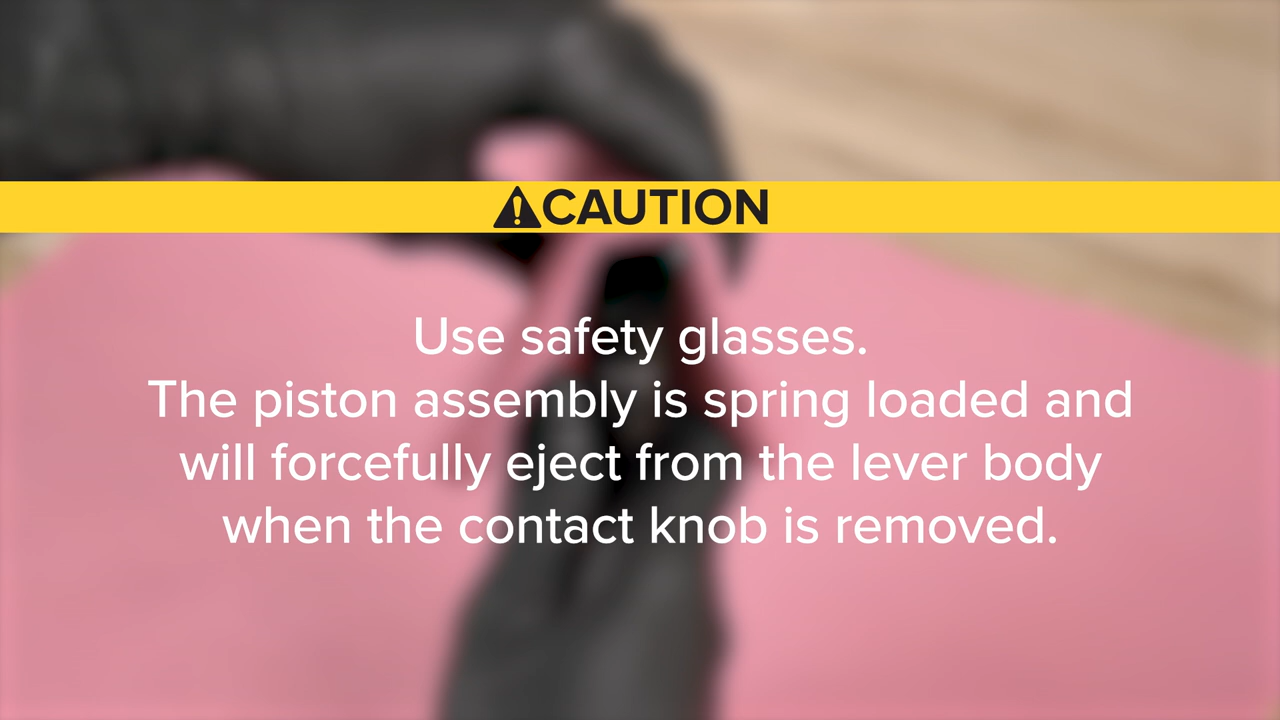 CAUTION
Use safety glasses.
The piston assembly is spring loaded and
will forcefully eject from the lever body
when the contact knob is removed.